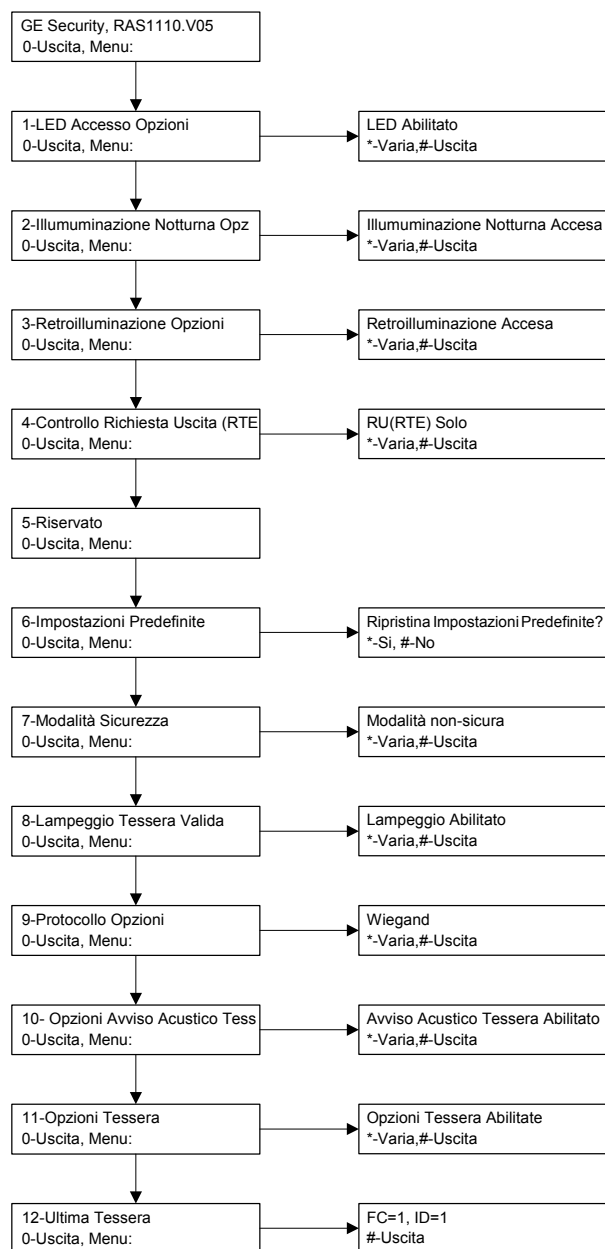 GE Security, RAS1110.V05
0-Uscita, Menu:
1-LED Accesso Opzioni
0-Uscita, Menu:
LED Abilitato
*-Varia,#-Uscita
2-Illumuminazione Notturna Opz
0-Uscita, Menu:
Illumuminazione Notturna Accesa
*-Varia,#-Uscita
3-Retroilluminazione Opzioni
0-Uscita, Menu:
Retroilluminazione Accesa
*-Varia,#-Uscita
4-Controllo Richiesta Uscita (RTE
0-Uscita, Menu:
RU(RTE) Solo
*-Varia,#-Uscita
5-Riservato
0-Uscita, Menu:
6-Impostazioni Predefinite
0-Uscita, Menu:
Ripristina Impostazioni Predefinite?
*-Si, #-No
7-Modalità Sicurezza
0-Uscita, Menu:
Modalità non-sicura
*-Varia,#-Uscita
8-Lampeggio Tessera Valida
0-Uscita, Menu:
Lampeggio Abilitato
*-Varia,#-Uscita
9-Protocollo Opzioni
0-Uscita, Menu:
Wiegand
*-Varia,#-Uscita
10- Opzioni Avviso Acustico Tess
0-Uscita, Menu:
Avviso Acustico Tessera Abilitato
*-Varia,#-Uscita
11-Opzioni Tessera
0-Uscita, Menu:
Opzioni Tessera Abilitate
*-Varia,#-Uscita
12-Ultima Tessera
0-Uscita, Menu:
FC=1, ID=1
#-Uscita